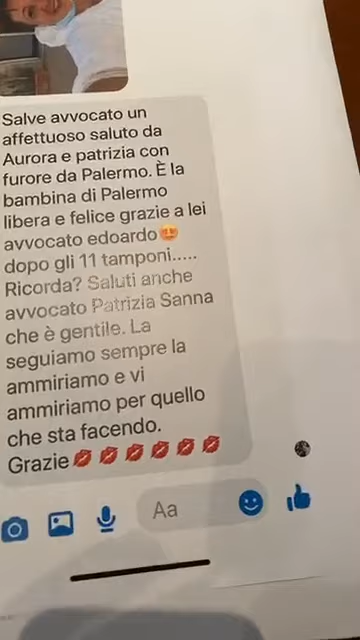 Salve avvocato un
affettuoso saluto da
Aurora e patrizia con
furore da Palermo. È la
bambina di Palermo
libera e felice grazie a lei
avvocato edoardo🤩
dopo gli 11 tamponi.....
Ricorda? Saluti anche
avvocato Patrizia Sanna
che è gentile. La
seguiamo sempre la
ammiriamo e vi
ammiriamo per quello
che sta facendo.
Grazie💋💋💋💋💋💋
Aa